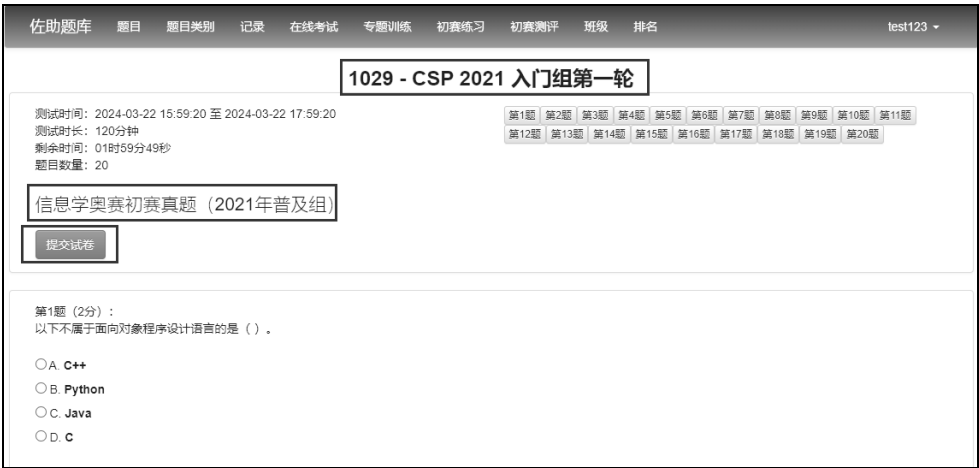 佐助题库 题目 题目类别 记录 在线考试 专题训练 初赛练习 初赛测评 班级 排名 test123
1029 - CSP 2021 入门组第一轮
测试时间：2024-03-22 15:59:20 至 2024-03-22 17:59:20
测试时长：120分钟
剩余时间：01时59分49秒
题目数量：20
第1题 第2题 第3题 第4题 第5题 第6题 第7题 第8题 第9题 第10题 第11题
第12题 第13题 第14题 第15题 第16题 第17题 第18题 第19题 第20题
信息学奥赛初赛真题（2021年普及组）
提交试卷
第1题（2分）：
以下不属于面向对象程序设计语言的是（ ）。
A. C++
B. Python
C. Java
D. C